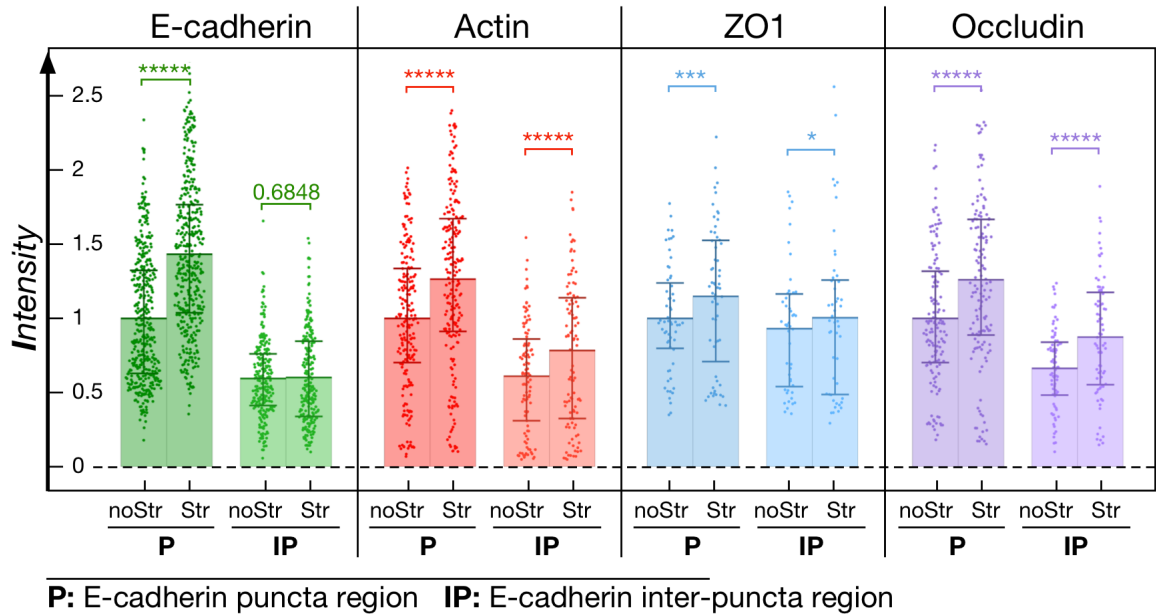 E-cadherin Actin ZO1 Occludin
***** ***** *** *****
2.5
***** * *****
2
0.6848
1.5
1
0.5
0
Intensity
noStr Str noStr Str noStr Str noStr Str noStr Str noStr Str noStr Str noStr Str
P IP P IP P IP P IP
P: E-cadherin puncta region IP: E-cadherin inter-puncta region